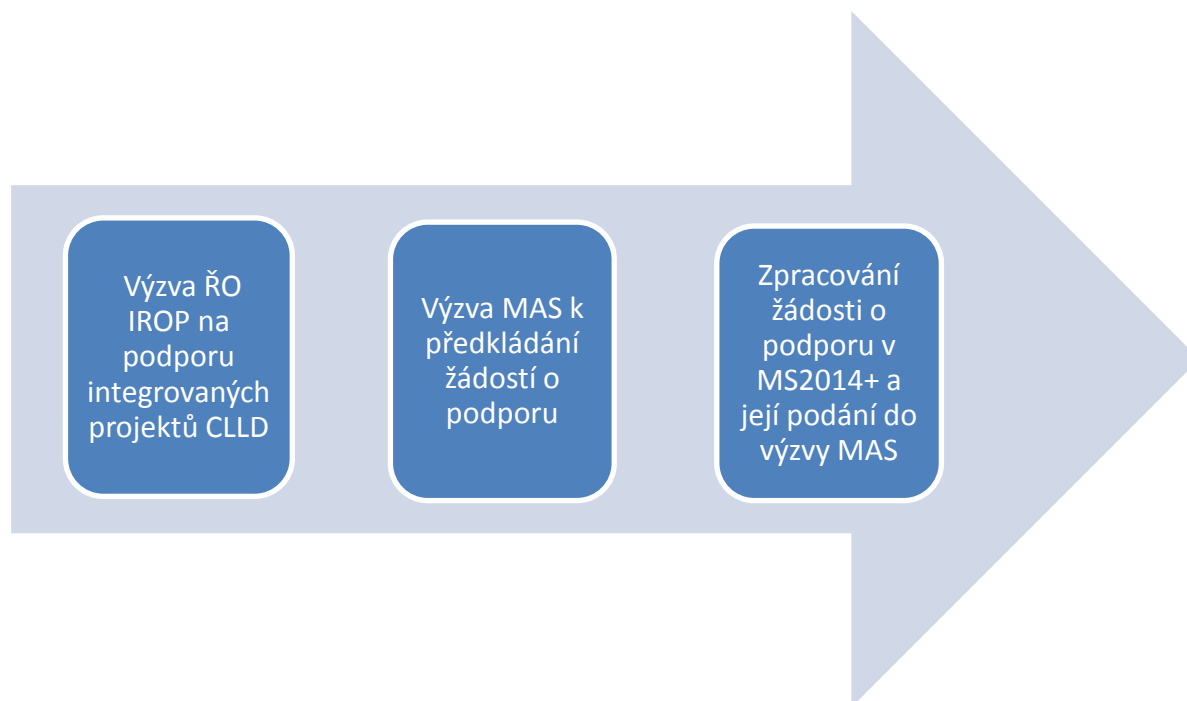 Výzva ŘO
IROP na
podporu
integrovaných
projektů CLLD
Výzva MAS k
předkládání
žádostí o
podporu
Zpracování
žádosti o
podporu v
MS2014+ a
její podání do
výzvy MAS